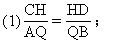 (1) CH/AQ = HD/QB；